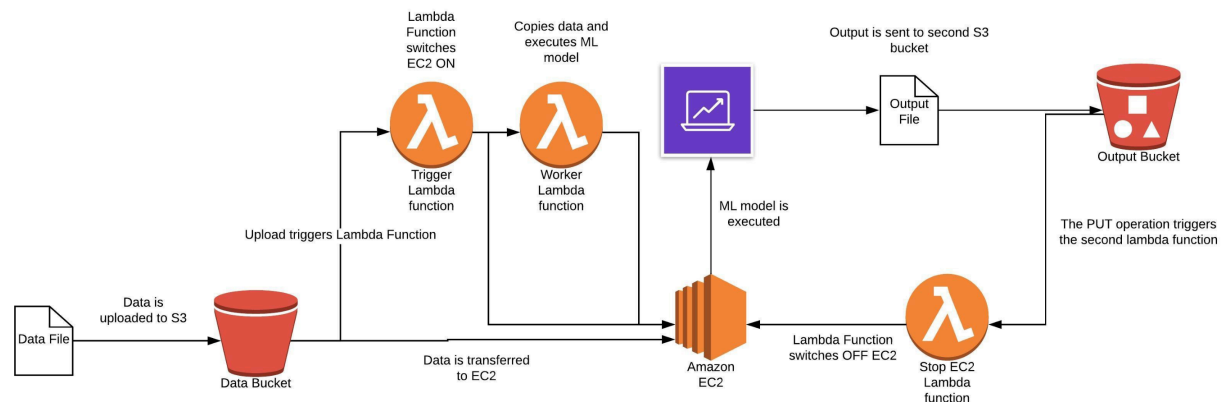 Lambda
Function
switches
EC2 ON
Copies data and
executes ML
model
Output is sent to second S3
bucket
Trigger
Lambda
function
Worker
Lambda
function
Output
File
Output Bucket
ML model is
executed
Upload triggers Lambda Function
The PUT operation triggers
the second lambda function
Data is
uploaded to S3
Data File
Data Bucket
Data is transferred
to EC2
Amazon
EC2
Lambda Function
switches OFF EC2
Stop EC2
Lambda
function